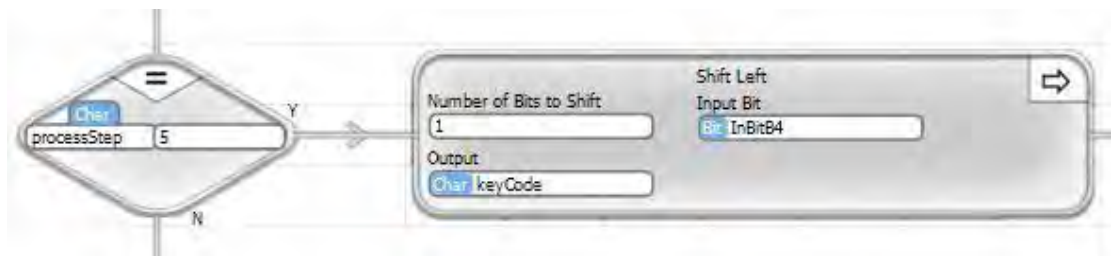 =
Char
processStep 5
Y
N
Shift Left
Number of Bits to Shift
Input Bit
1
Bit InBitB4
Output
Char keyCode